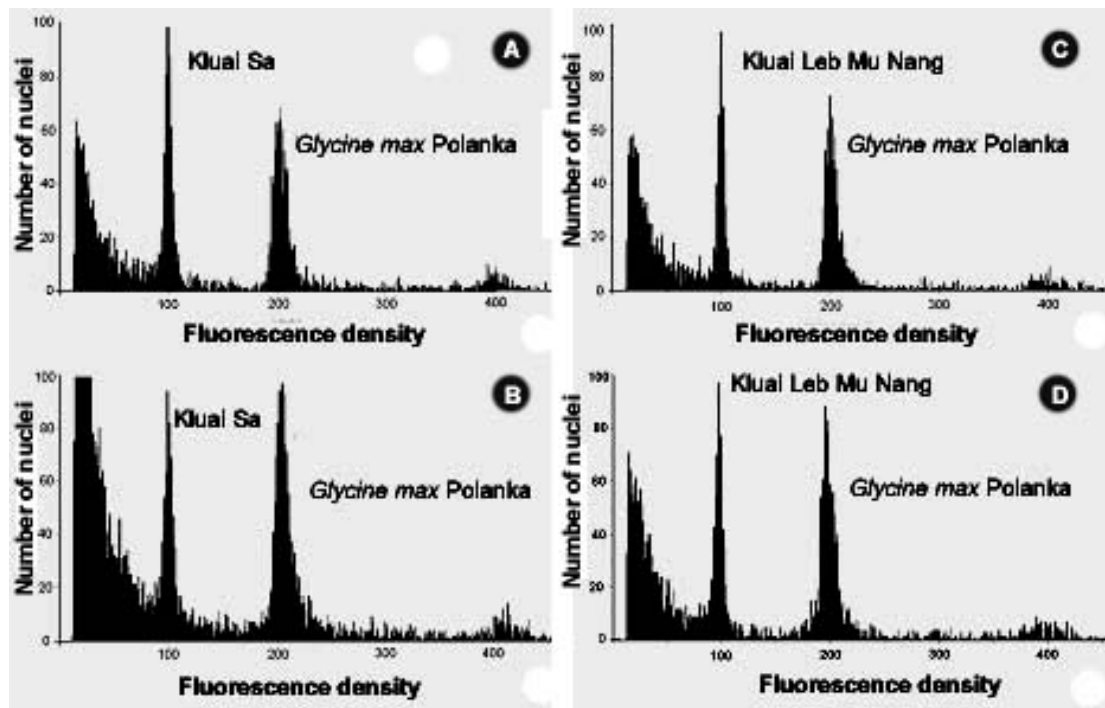 A
Number of nuclei
100
80
60
40
20
0
Kluai Sa
Glycine max Polanka
100
200
300
400
Fluorescence density
C
Number of nuclei
100
80
60
40
20
0
Kluai Leb Mu Nang
Glycine max Polanka
100
200
300
400
Fluorescence density
B
Number of nuclei
100
80
60
40
20
0
Kluai Sa
Glycine max Polanka
100
200
300
400
Fluorescence density
D
Number of nuclei
100
80
60
40
20
0
Kluai Leb Mu Nang
Glycine max Polanka
100
200
300
400
Fluorescence density